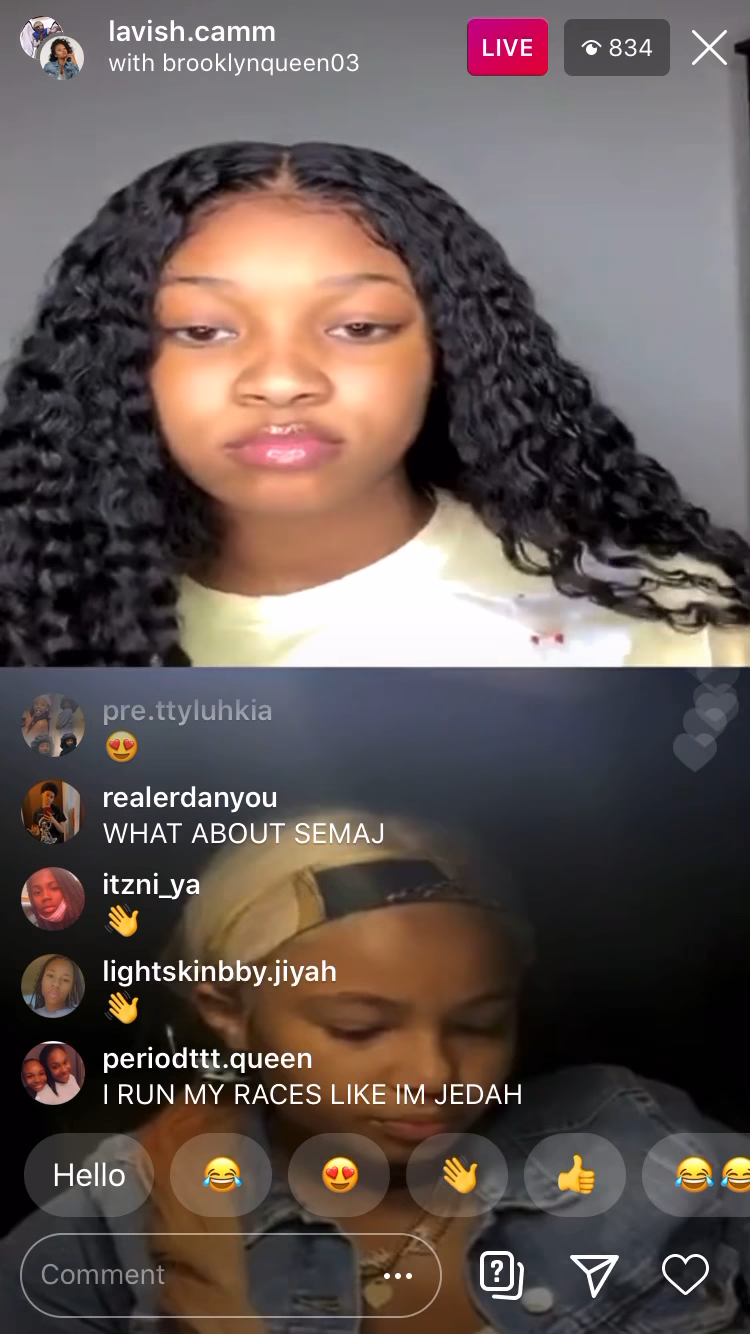 lavish.camm
with brooklynqueen03
LIVE
834
pre.ttyluhkia
😍
realerdanyou
WHAT ABOUT SEMAJ
itzni_ya
👋
lightskinbby.jiyah
👋
periodttt.queen
I RUN MY RACES LIKE IM JEDAH
Hello 😂 😍 👋 👍 😂😂
Comment